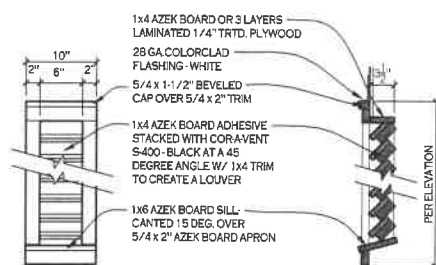 1x4 AZEK BOARD OR 3 LAYERS
LAMINATED 1/4" TRTD. PLYWOOD
28 GA.COLORCLAD
FLASHING - WHITE
5/4 x 1-1/2" BEVELED
CAP OVER 5/4 x 2" TRIM
1x4 AZEK BOARD ADHESIVE
STACKED WITH COR-A-VENT
S-400 - BLACK AT A 45
DEGREE ANGLE W/ 1x4 TRIM
TO CREATE A LOUVER
1x6 AZEK BOARD SILL-
CANTED 15 DEG. OVER
5/4 x 2" AZEK BOARD APRON
10"
2" 6" 2"
PER ELEVATION